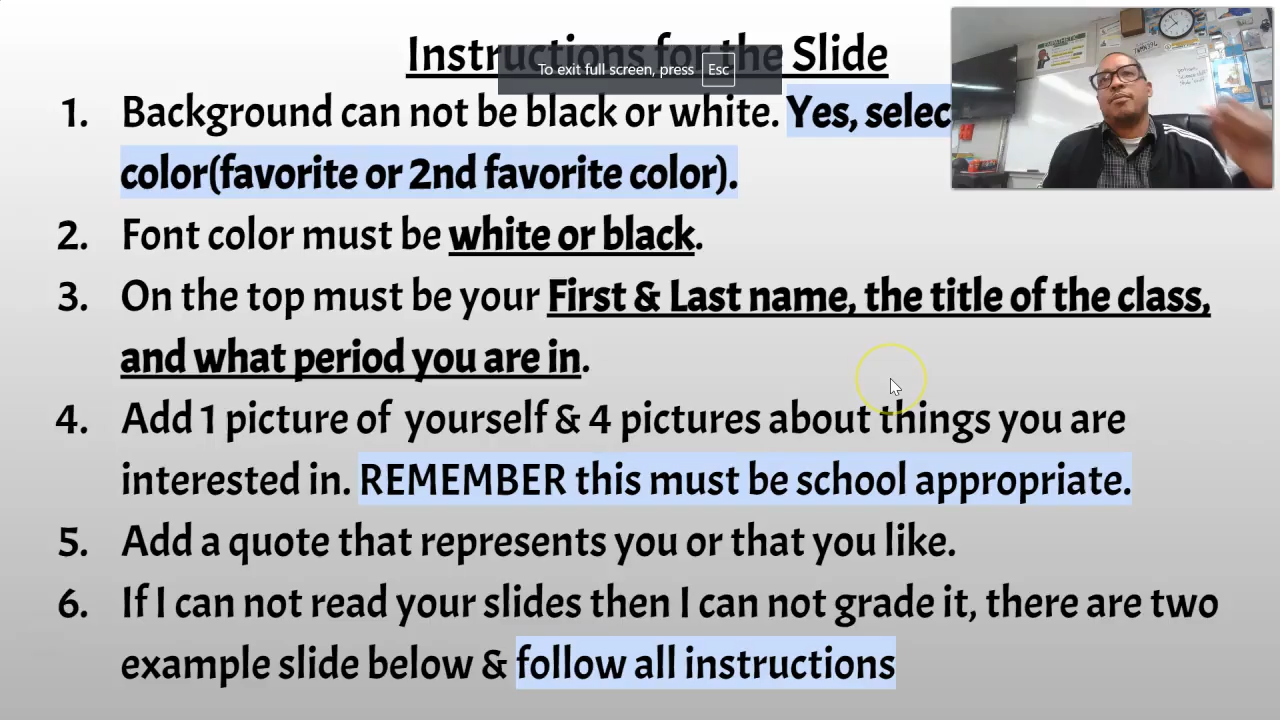 Instructions for the Slide
To exit full screen, press Esc
1. Background can not be black or white. Yes, selec
color(favorite or 2nd favorite color).
2. Font color must be white or black.
3. On the top must be your First & Last name, the title of the class,
and what period you are in.
4. Add 1 picture of yourself & 4 pictures about things you are
interested in. REMEMBER this must be school appropriate.
5. Add a quote that represents you or that you like.
6. If I can not read your slides then I can not grade it, there are two
example slide below & follow all instructions